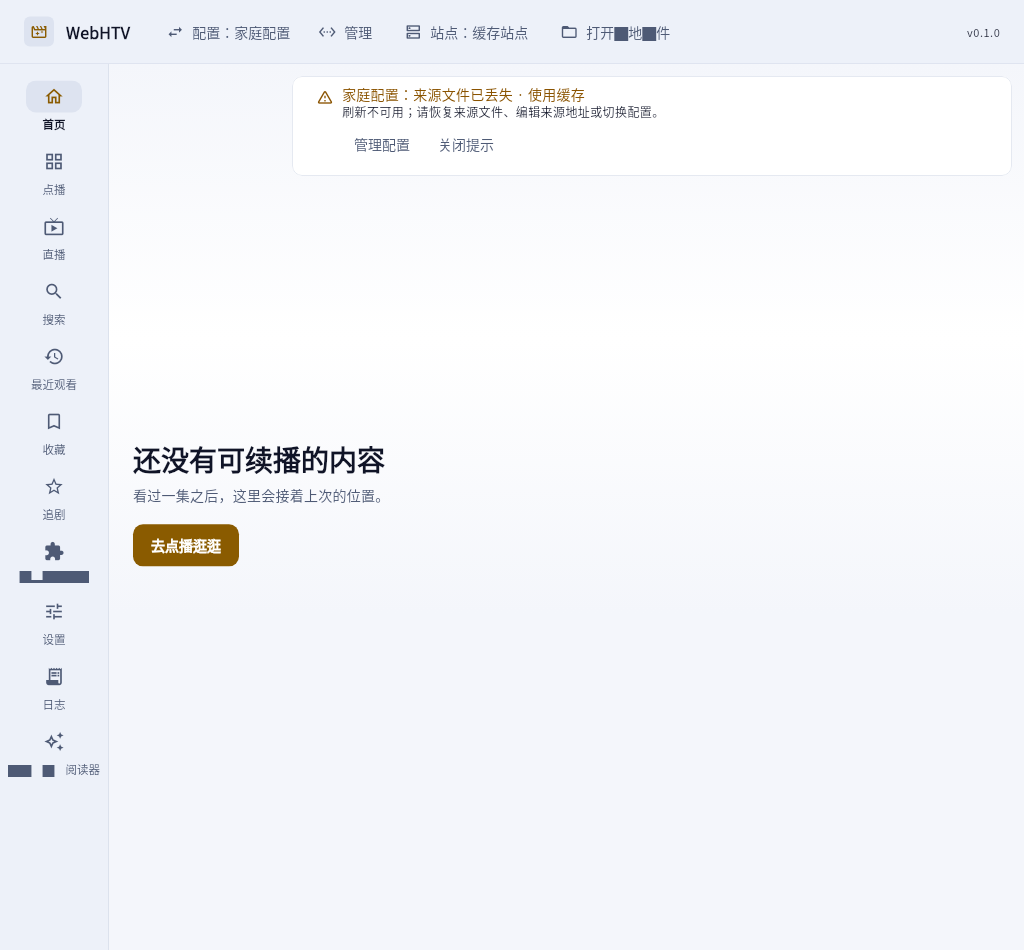 WebHTV
配置：家庭配置
管理
站点：缓存站点
打开 地 件
v0.1.0
家庭配置：来源文件已丢失 · 使用缓存
刷新不可用；请恢复来源文件、编辑来源地址或切换配置。
管理配置
关闭提示
首页
点播
直播
搜索
最近观看
收藏
追剧
设置
日志
阅读器
还没有可续播的内容
看过一集之后，这里会接着上次的位置。
去点播逛逛